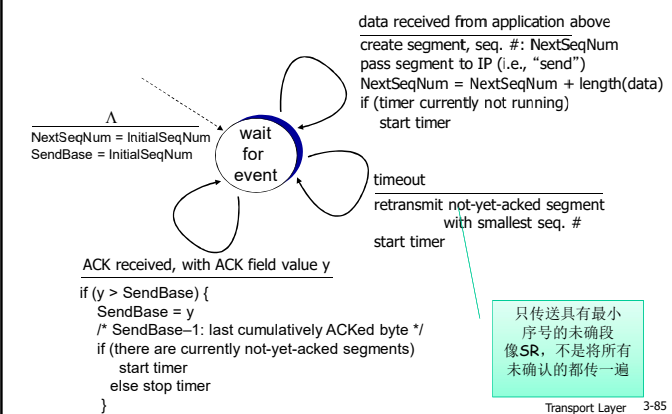 data received from application above
create segment, seq. #: NextSeqNum
pass segment to IP (i.e., “send”)
NextSeqNum = NextSeqNum + length(data)
if (timer currently not running)
start timer
Λ
NextSeqNum = InitialSeqNum
SendBase = InitialSeqNum
wait
for
event
timeout
retransmit not-yet-acked segment
with smallest seq. #
start timer
ACK received, with ACK field value y
if (y > SendBase) {
SendBase = y
/* SendBase–1: last cumulatively ACKed byte */
if (there are currently not-yet-acked segments)
start timer
else stop timer
}
只传送具有最小
序号的未确段
像SR，不是将所有
未确认的都传一遍
Transport Layer 3-85